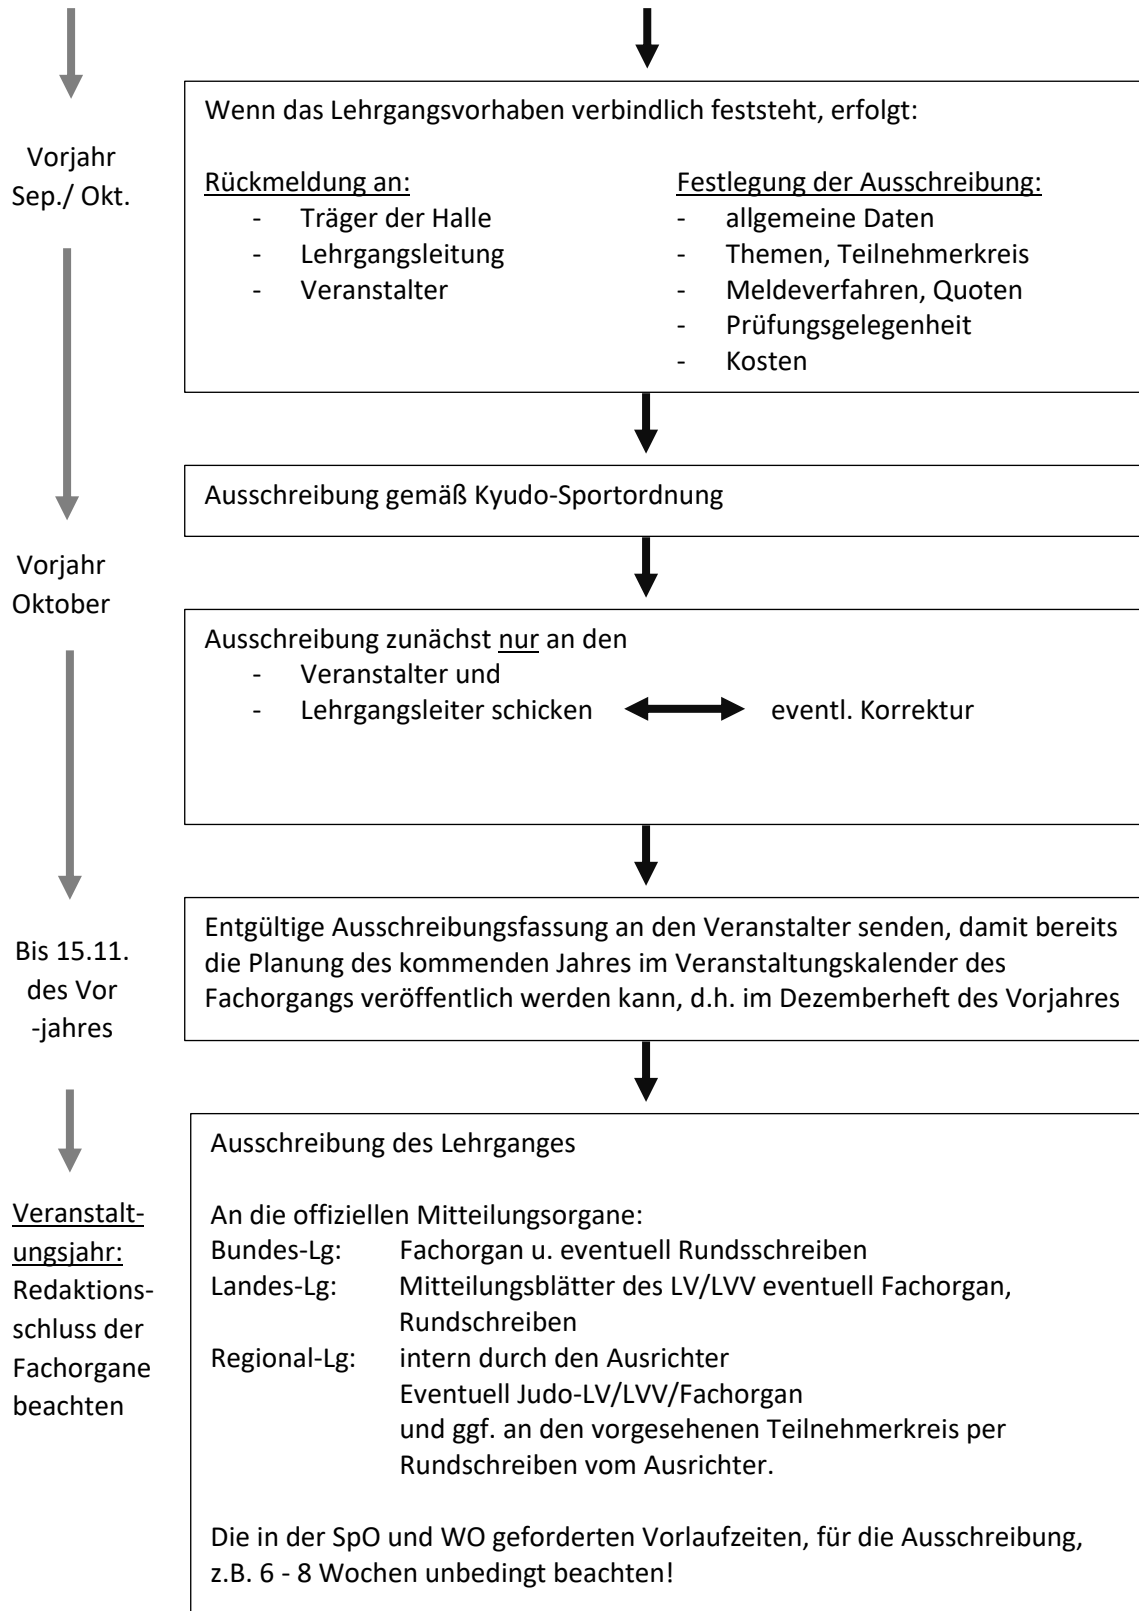 Wenn das Lehrgangsvorhaben verbindlich feststeht, erfolgt:
Vorjahr
Sep./ Okt.
Rückmeldung an:
- Träger der Halle
- Lehrgangsleitung
- Veranstalter
Festlegung der Ausschreibung:
- allgemeine Daten
- Themen, Teilnehmerkreis
- Meldeverfahren, Quoten
- Prüfungsgelegenheit
- Kosten
Ausschreibung gemäß Kyudo-Sportordnung
Vorjahr
Oktober
Ausschreibung zunächst nur an den
- Veranstalter und
- Lehrgangsleiter schicken eventl. Korrektur
Bis 15.11.
des Vor
-jahres
Entgültige Ausschreibungsfassung an den Veranstalter senden, damit bereits
die Planung des kommenden Jahres im Veranstaltungskalender des
Fachorgangs veröffentlich werden kann, d.h. im Dezemberheft des Vorjahres
Veranstalt-
ungsjahr:
Redaktions-
schluss der
Fachorgane
beachten
Ausschreibung des Lehrganges
An die offiziellen Mitteilungsorgane:
Bundes-Lg: Fachorgan u. eventuell Rundsschreiben
Landes-Lg: Mitteilungsblätter des LV/LVV eventuell Fachorgan,
Rundschreiben
Regional-Lg: intern durch den Ausrichter
Eventuell Judo-LV/LVV/Fachorgan
und ggf. an den vorgesehenen Teilnehmerkreis per
Rundschreiben vom Ausrichter.
Die in der SpO und WO geforderten Vorlaufzeiten, für die Ausschreibung,
z.B. 6 - 8 Wochen unbedingt beachten!